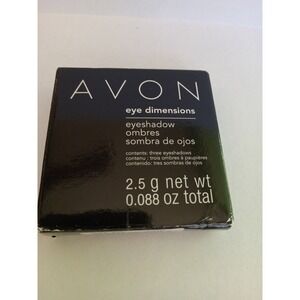 AVON
eye dimensions
eyeshadow
ombres
sombra de ojos
contents: three eyeshadows
contenu : trois ombres à paupières
contenido: tres sombras de ojos
2.5 g net wt
0.088 oz total